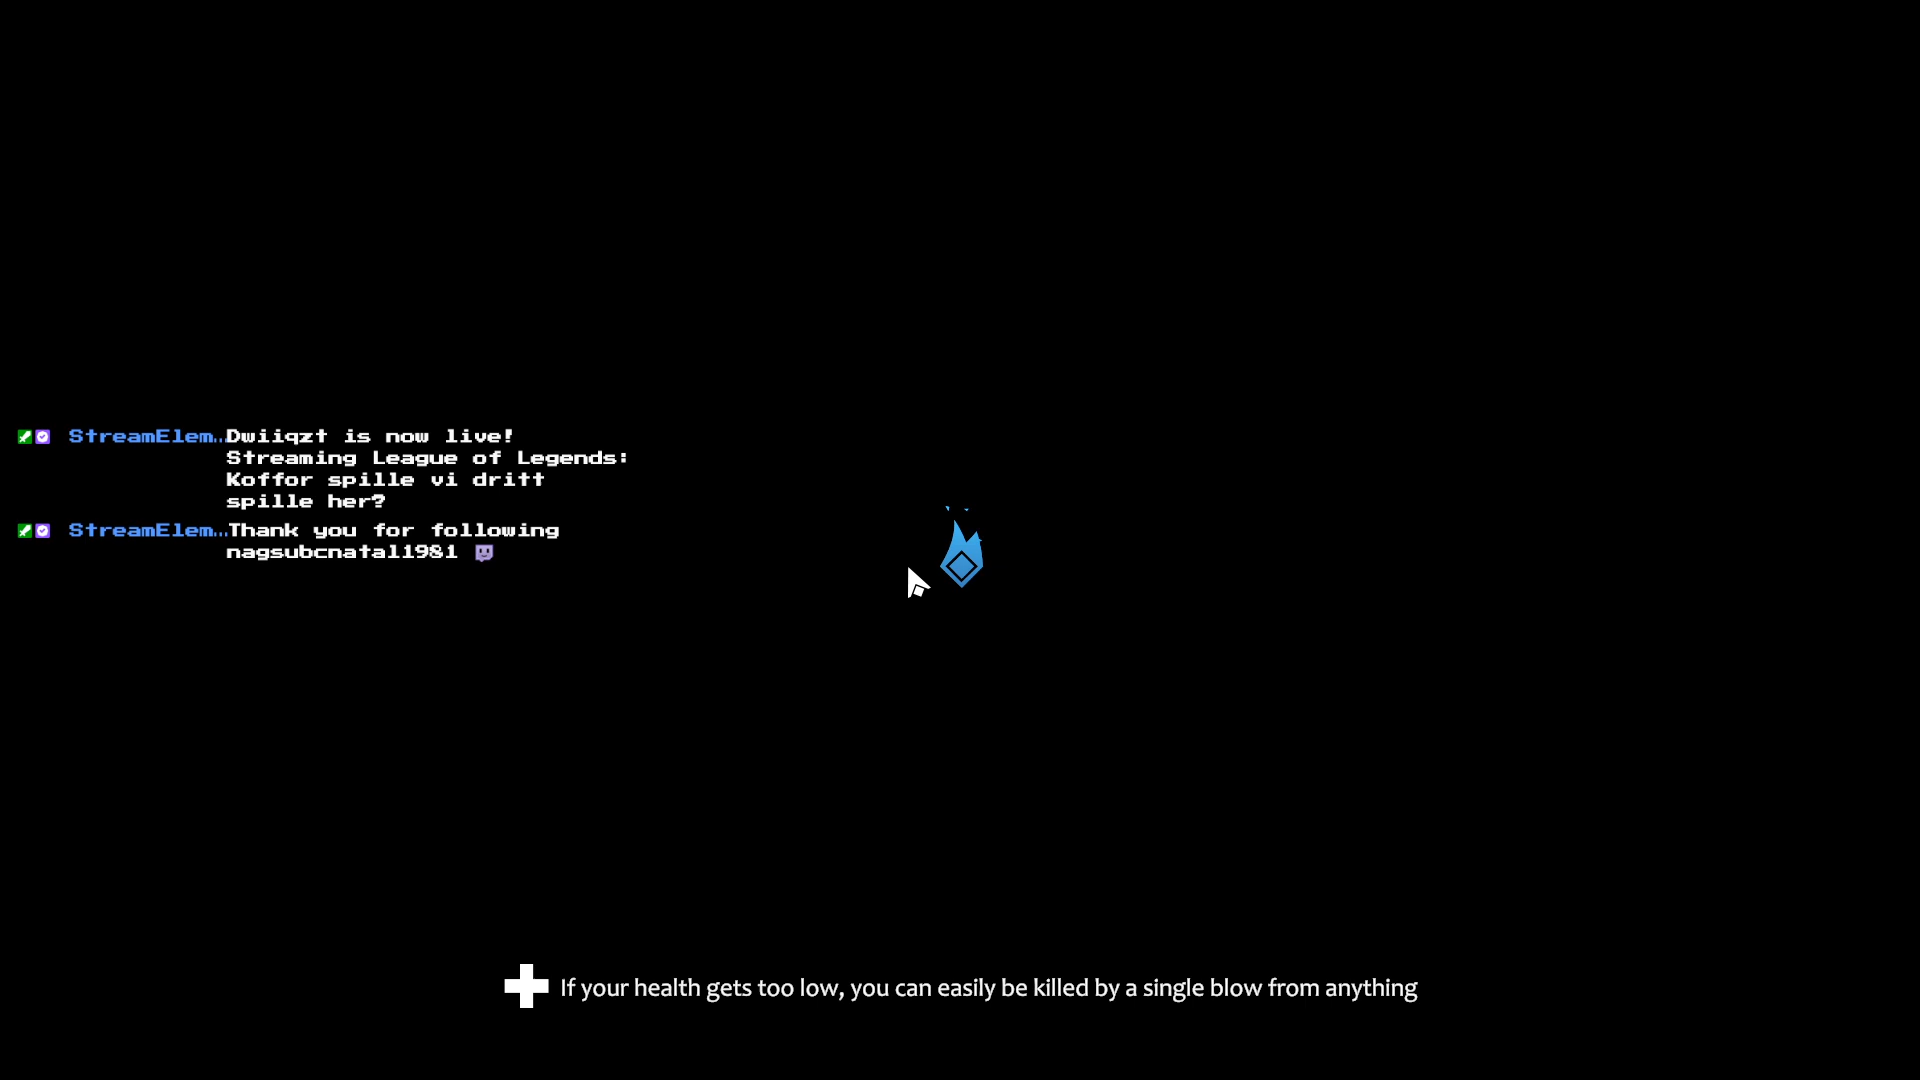 StreamElem...Dwiiqzt is now live!
Streaming League of Legends:
Koffor spille vi dritt
spille her?
StreamElem...Thank you for following
nagsubcnatal1981
If your health gets too low, you can easily be killed by a single blow from anything